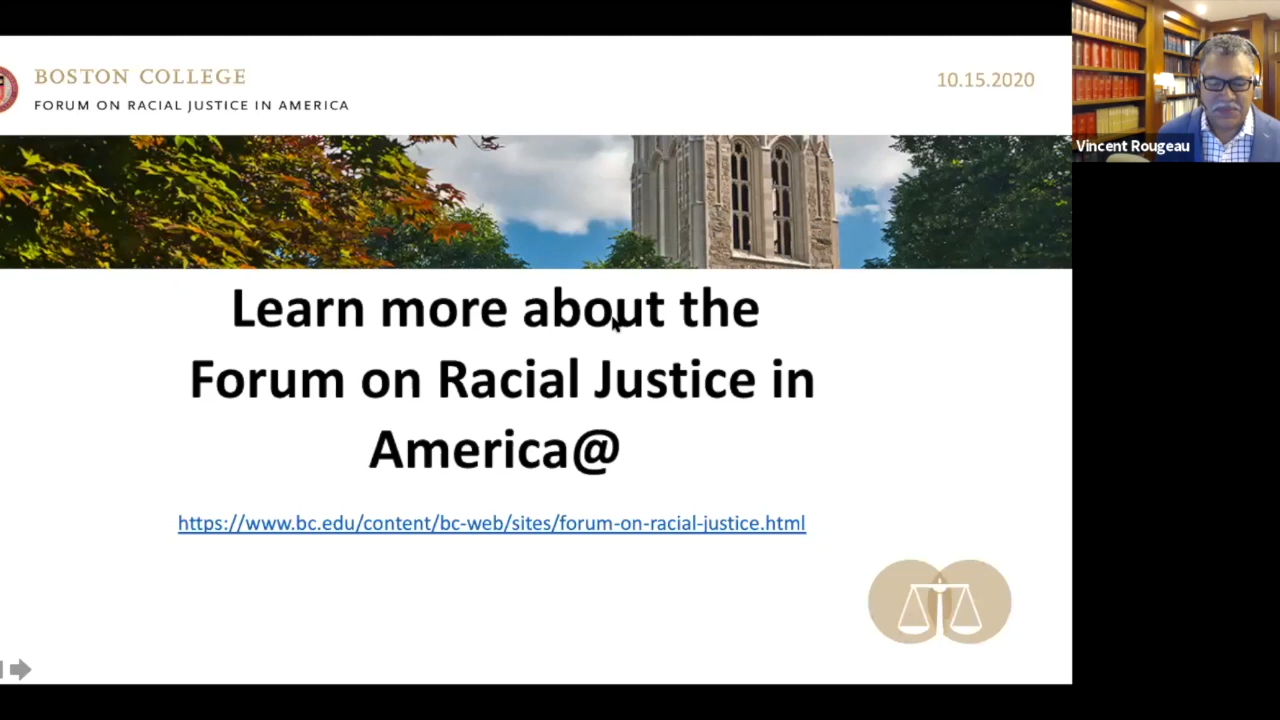 BOSTON COLLEGE
FORUM ON RACIAL JUSTICE IN AMERICA
10.15.2020
Vincent Rougeau
Learn more about the
Forum on Racial Justice in
America@
https://www.bc.edu/content/bc-web/sites/forum-on-racial-justice.html